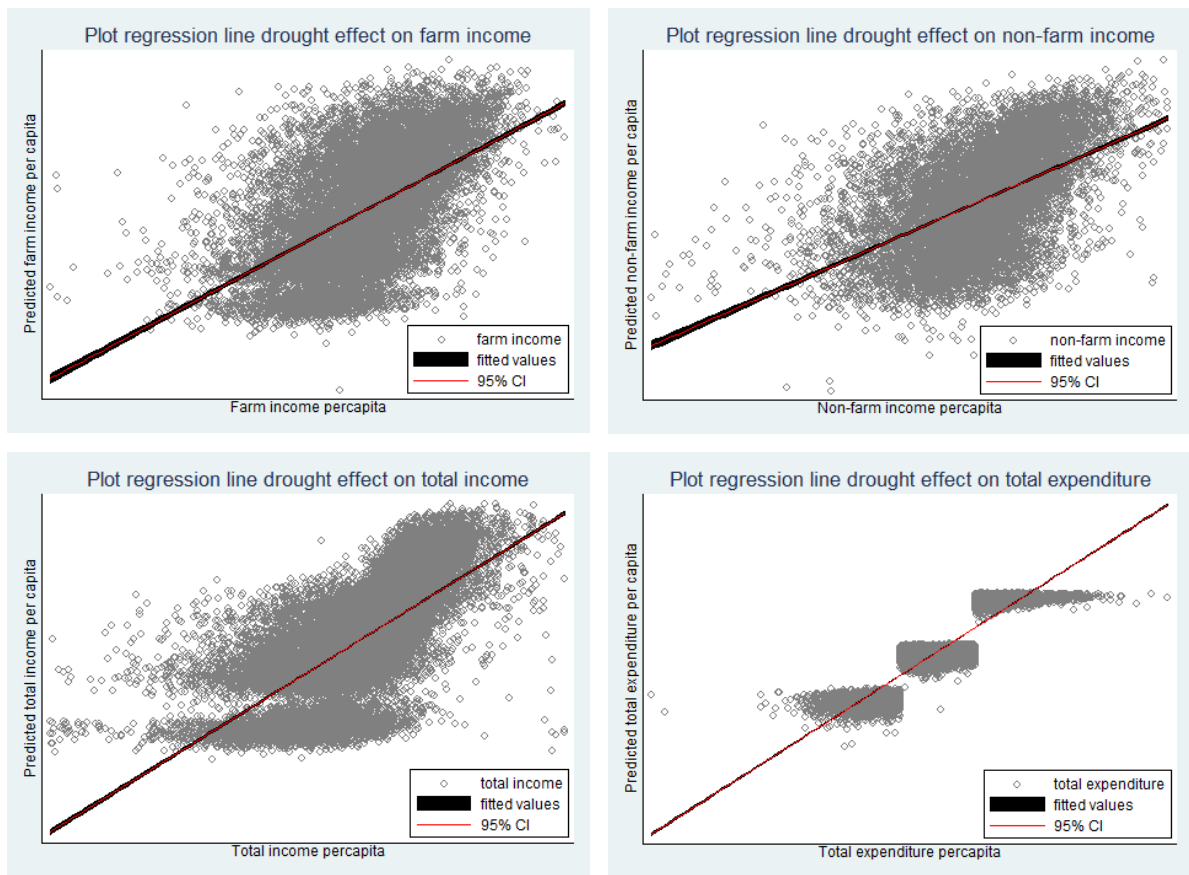 Plot regression line drought effect on farm income
Predicted farm income per capita
farm income
fitted values
95% CI
Farm income percapita
Plot regression line drought effect on non-farm income
Predicted non-farm income per capita
non-farm income
fitted values
95% CI
Non-farm income percapita
Plot regression line drought effect on total income
Predicted total income per capita
total income
fitted values
95% CI
Total income percapita
Plot regression line drought effect on total expenditure
Predicted total expenditure per capita
total expenditure
fitted values
95% CI
Total expenditure percapita